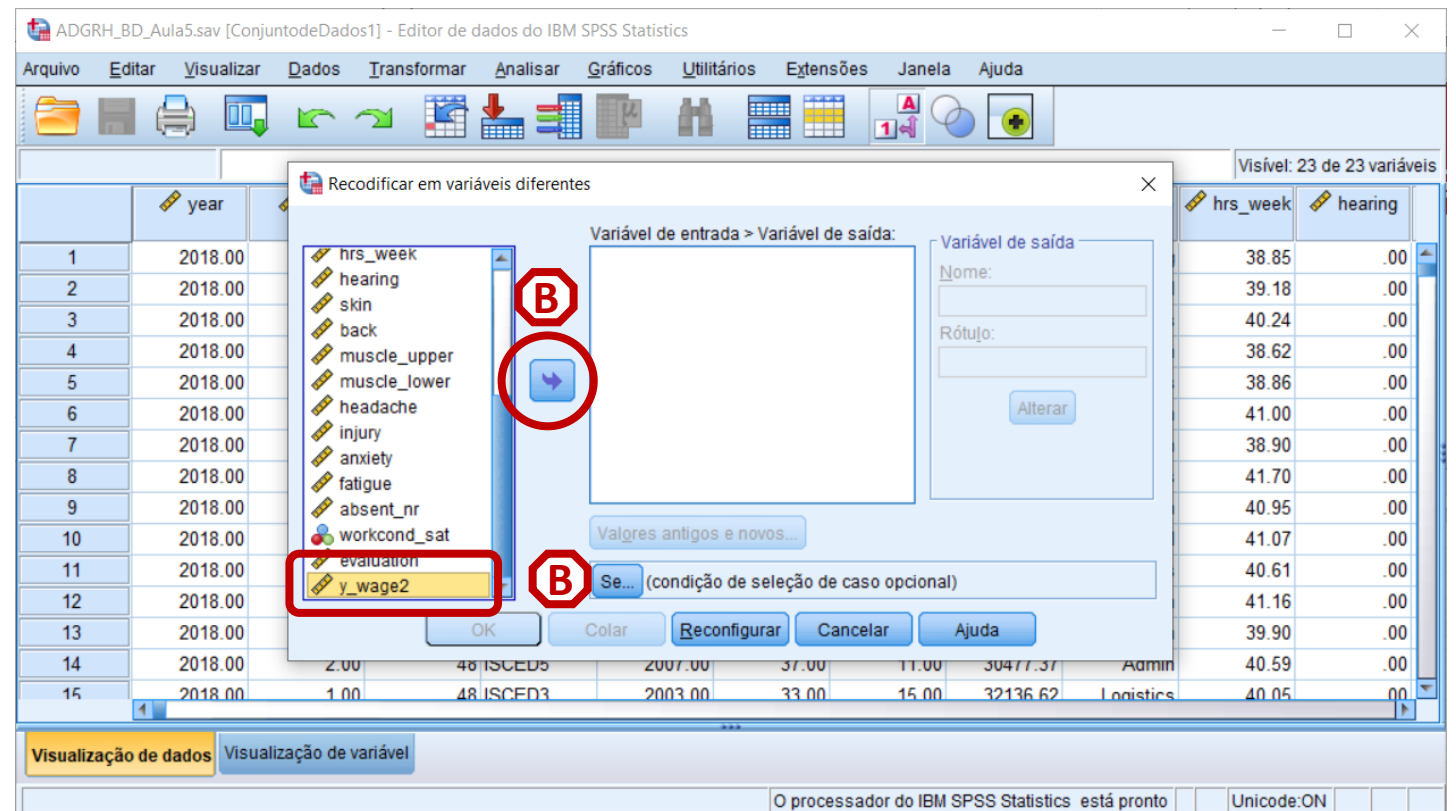 ADGRH_BD_Aula5.sav [ConjuntodeDados1] - Editor de dados do IBM SPSS Statistics
Arquivo Editar Visualizar Dados Transformar Analisar Gráficos Utilitários Extensões Janela Ajuda
Visível: 23 de 23 variáveis
year hrs_week hearing
Recodificar em variáveis diferentes
hrs_week
hearing
skin
back
muscle_upper
muscle_lower
headache
injury
anxiety
fatigue
absent_nr
workcond_sat
evaluation
y_wage2
B
B
Variável de entrada > Variável de saída:
Variável de saída
Nome:
Rótulo:
Alterar
Valores antigos e novos...
Se... (condição de seleção de caso opcional)
OK Colar Reconfigurar Cancelar Ajuda
1 2018.00 38.85 .00
2 2018.00 39.18 .00
3 2018.00 40.24 .00
4 2018.00 38.62 .00
5 2018.00 38.86 .00
6 2018.00 41.00 .00
7 2018.00 38.90 .00
8 2018.00 41.70 .00
9 2018.00 40.95 .00
10 2018.00 41.07 .00
11 2018.00 40.61 .00
12 2018.00 41.16 .00
13 2018.00 39.90 .00
14 2018.00 2.00 48 ISCED5 2007.00 37.00 11.00 30477.37 Admin 40.59 .00
15 2018.00 1.00 48 ISCED3 2003.00 33.00 15.00 32136.62 Logistics 40.05 .00
Visualização de dados Visualização de variável
O processador do IBM SPSS Statistics está pronto Unicode:ON